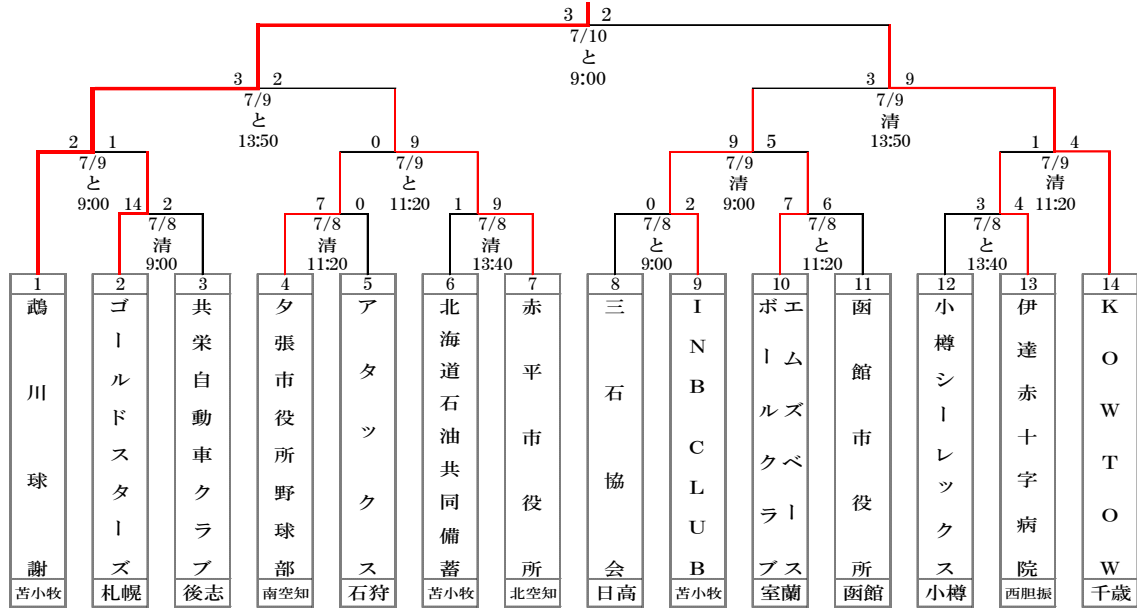 3 2
7/10
と
9:00
3 2
7/9
と
13:50
3 9
7/9
清
13:50
2 1
7/9
と
9:00
0 9
7/9
と
11:20
9 5
7/9
清
9:00
1 4
7/9
清
11:20
14 2
7/8
清
9:00
7 0
7/8
清
11:20
1 9
7/8
清
13:40
0 2
7/8
と
9:00
7 6
7/8
と
11:20
3 4
7/8
と
13:40
1
鵡川球謝
苫小牧
2
ゴールドスターズ
札幌
3
共栄自動車クラブ
後志
4
夕張市役所野球部
南空知
5
アタックス
石狩
6
北海道石油共同備蓄
苫小牧
7
赤平市役所
北空知
8
三石協会
日高
9
INB CLUB
苫小牧
10
エムズベース
ボールクラブ
室蘭
11
函館市役所
函館
12
小樽シーレックス
小樽
13
伊達赤十字病院
西胆振
14
KOWTOW
千歳